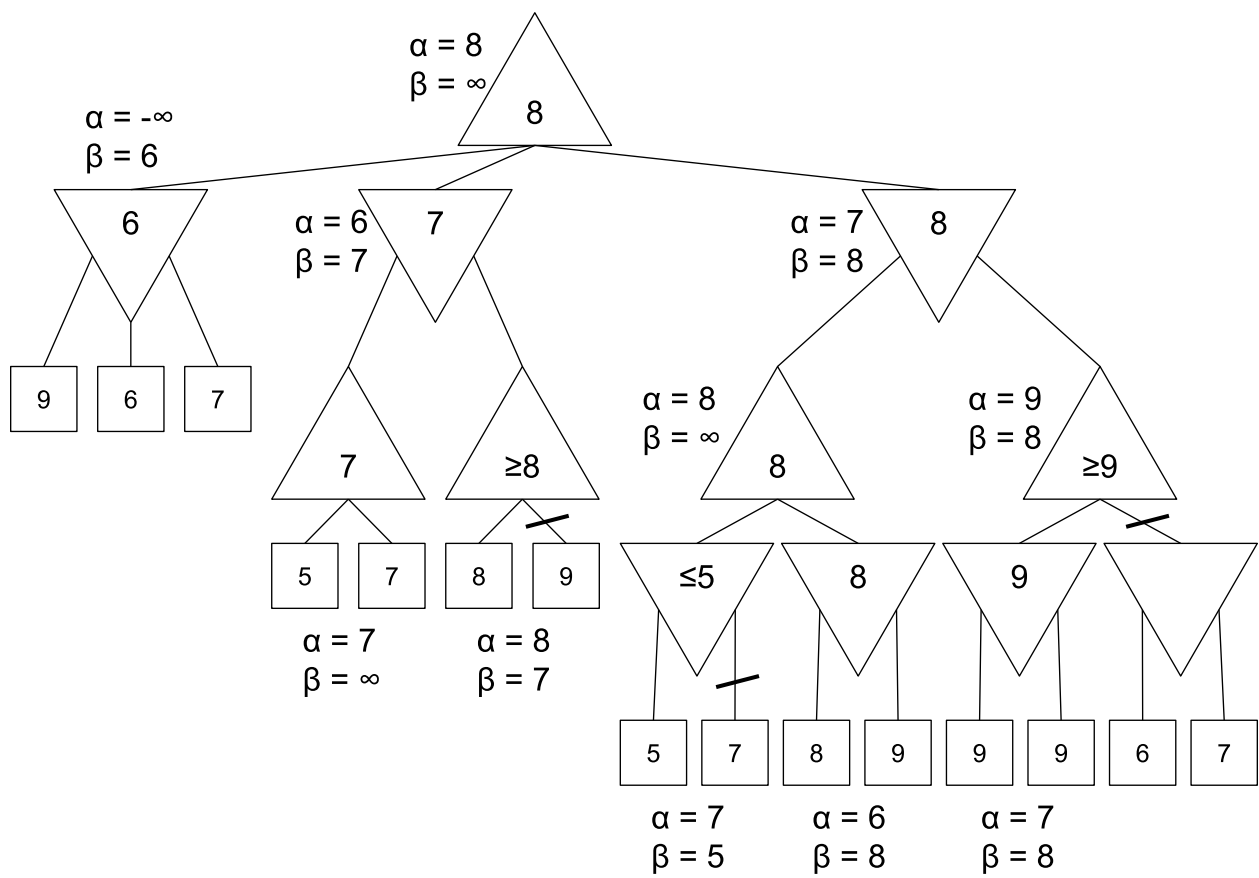 α = 8
β = ∞
8
α = -∞
β = 6
6
α = 6
β = 7
7
α = 7
β = 8
8
9
6
7
α = 8
β = ∞
α = 9
β = 8
7
≥8
8
≥9
5
7
8
9
≤5
8
9
α = 7
β = ∞
α = 8
β = 7
5
7
8
9
9
9
6
7
α = 7
β = 5
α = 6
β = 8
α = 7
β = 8